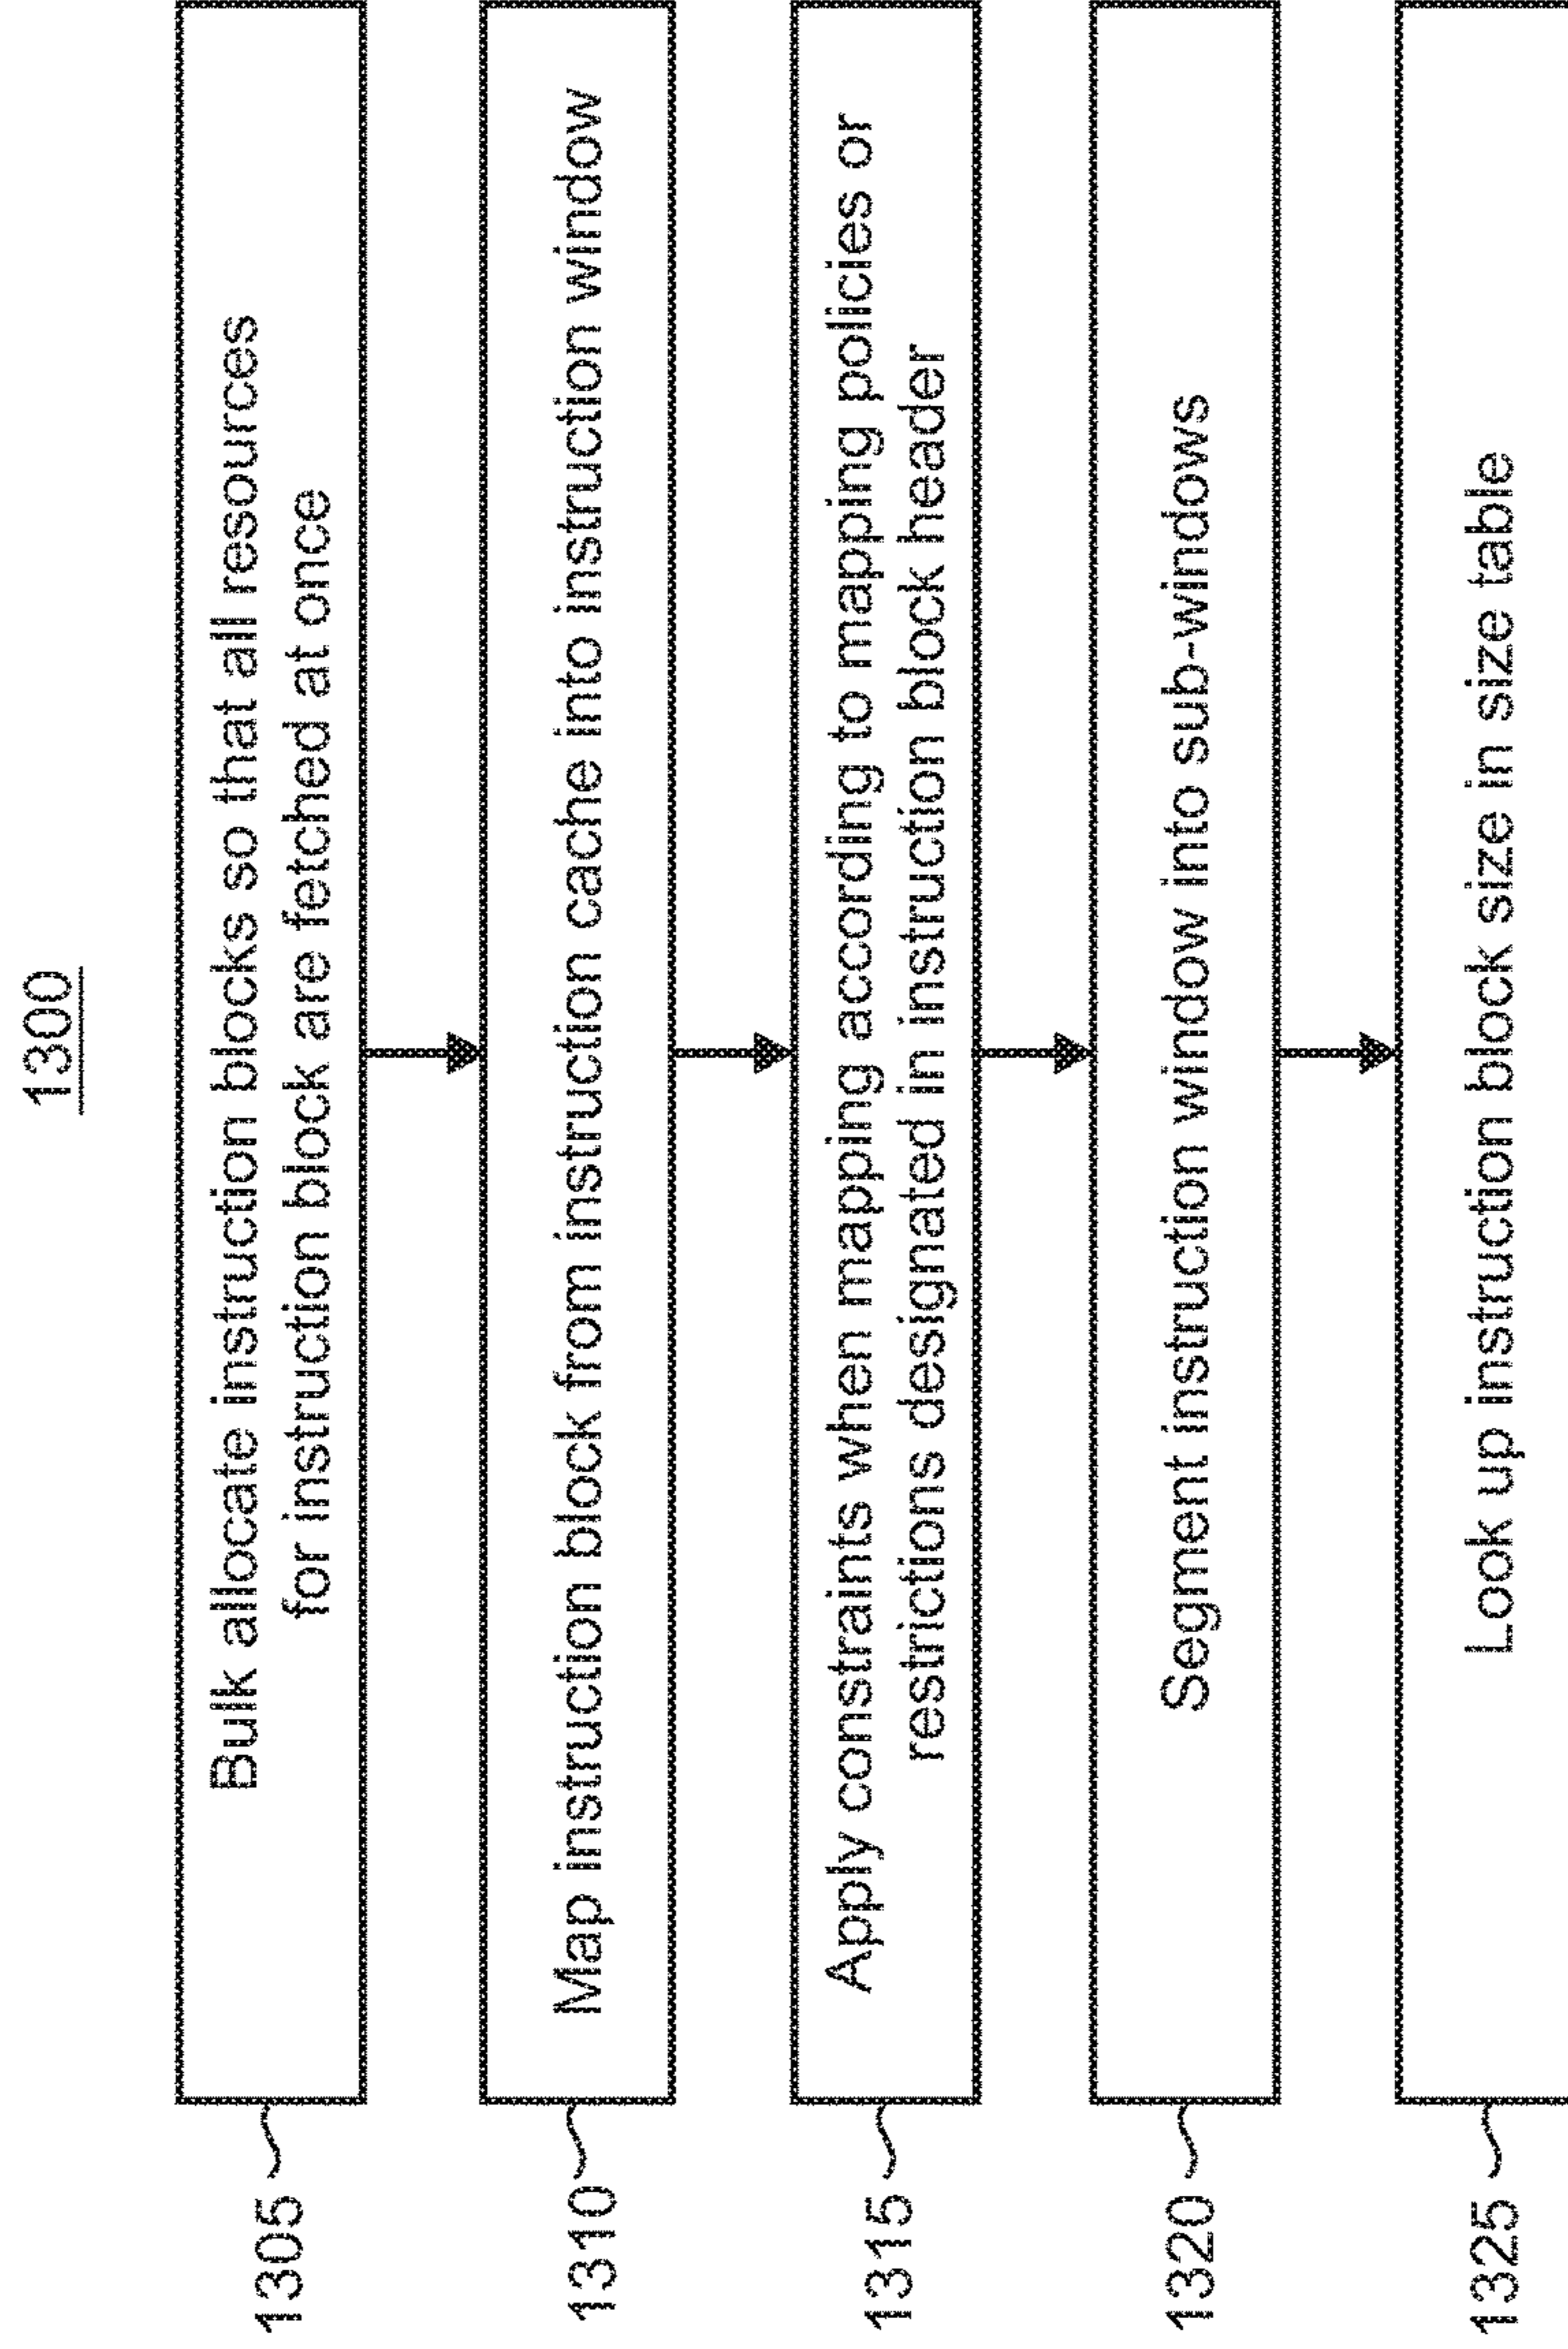 1300
1305
Bulk allocate instruction blocks so that all resources
for instruction block are fetched at once
1310
Map instruction block from instruction cache into instruction window
1315
Apply constraints when mapping according to mapping policies or
restrictions designated in instruction block header
1320
Segment instruction window into sub-windows
1325
Look up instruction block size in size table